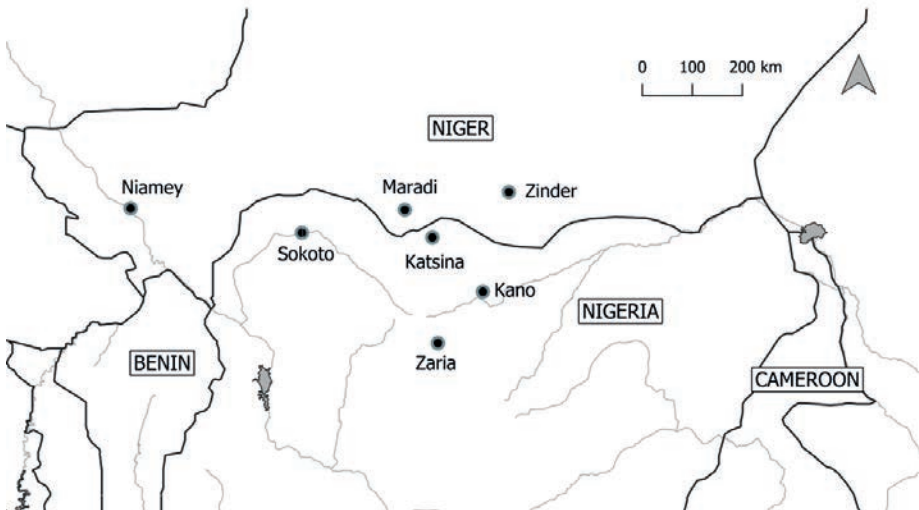 0 100 200 km
NIGER
Niamey
Maradi
Zinder
Sokoto
Katsina
Kano
NIGERIA
Zaria
BENIN
CAMEROON